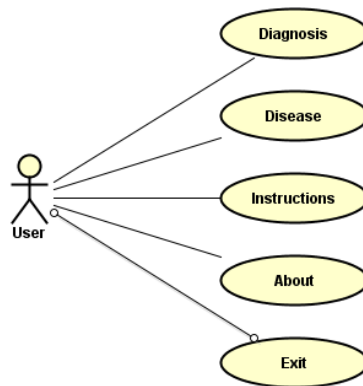 Diagnosis
Disease
Instructions
User
About
Exit